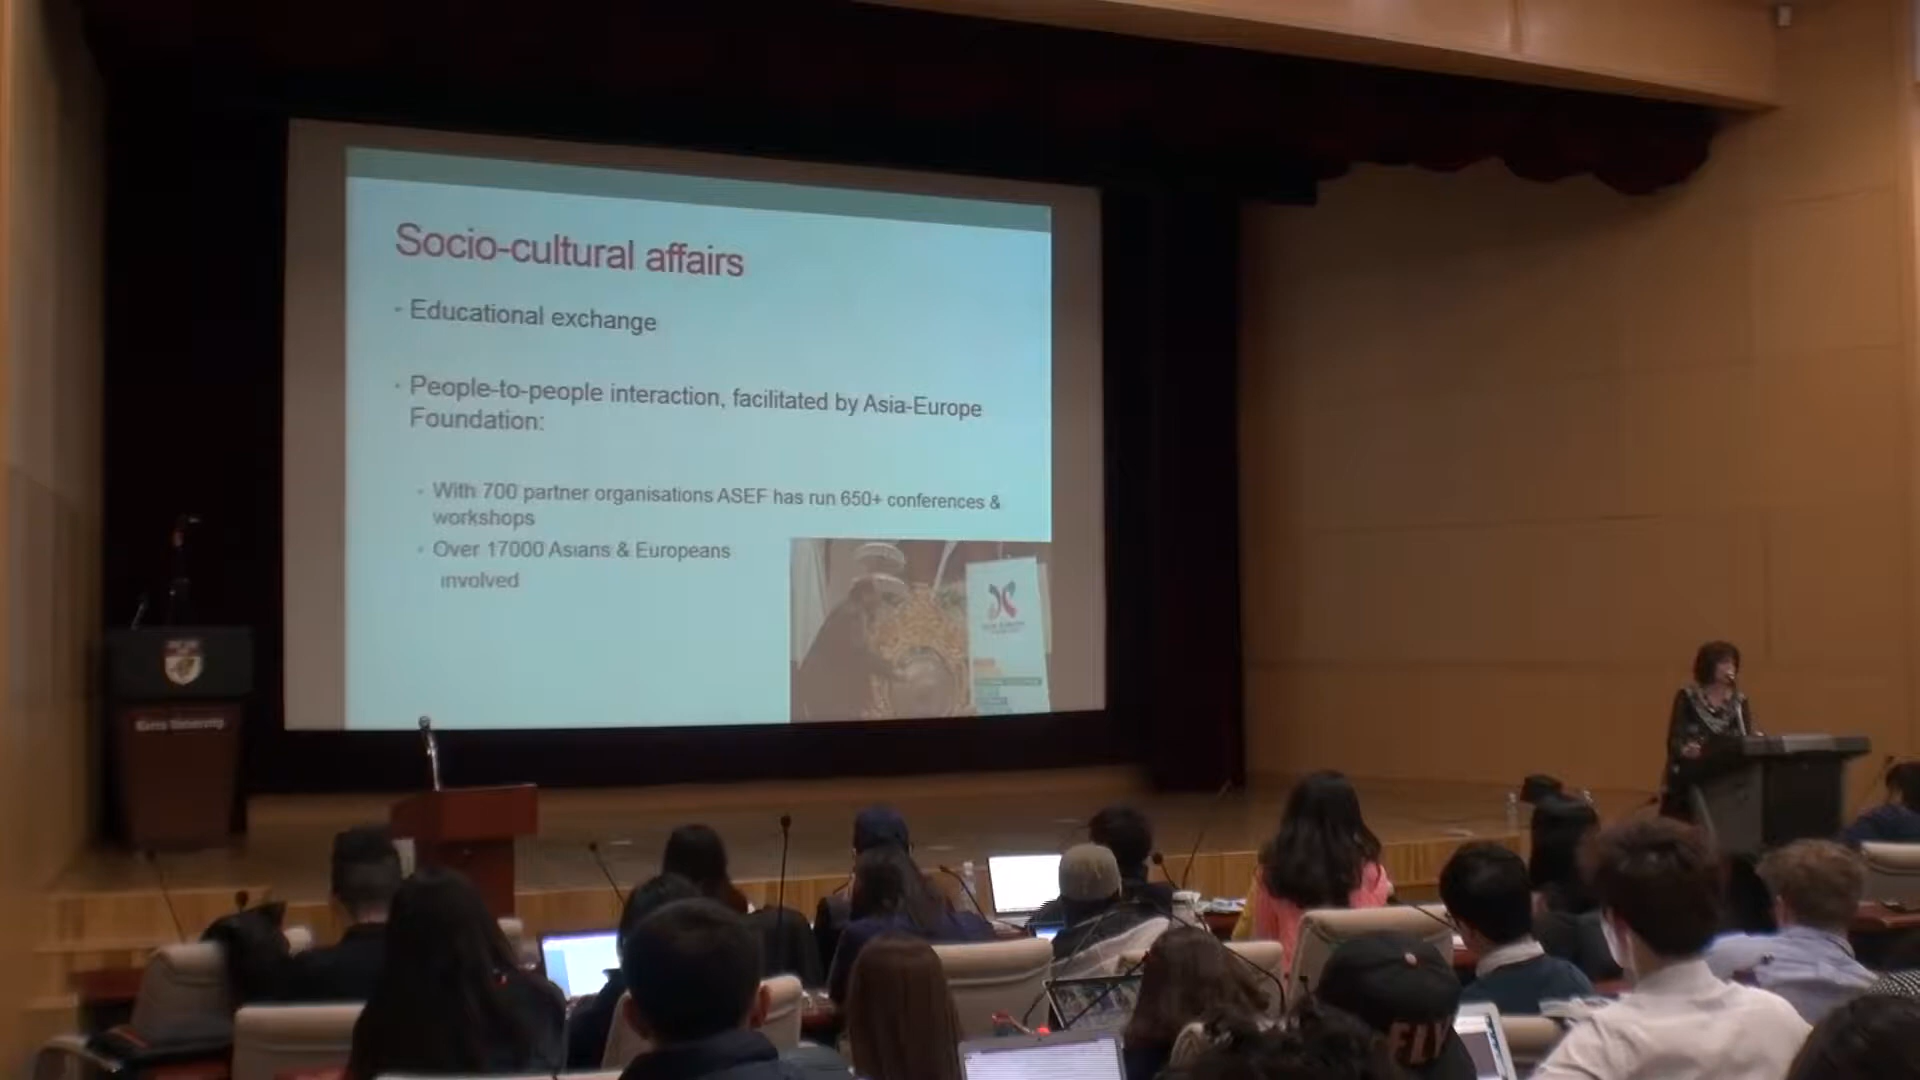 Socio-cultural affairs
- Educational exchange
- People-to-people interaction, facilitated by Asia-Europe
Foundation:
- With 700 partner organisations ASEF has run 650+ conferences &
workshops
- Over 17000 Asians & Europeans
involved